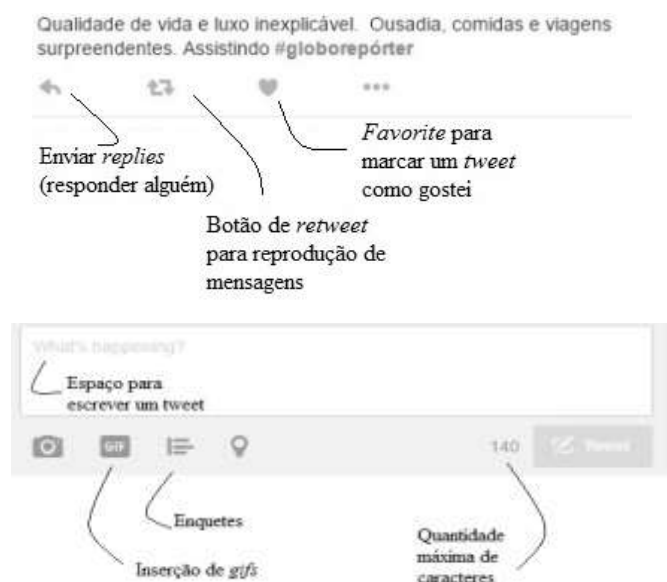 Qualidade de vida e luxo inexplicável. Ousadia, comidas e viagens
surpreendentes. Assistindo #globorepórter
Enviar replies
(responder alguém)
Favorite para
marcar um tweet
como gostei
Botão de retweet
para reprodução de
mensagens
What's happening?
Espaço para
escrever um tweet
GIF
140
Tweet
Enquetes
Inserção de gifs
Quantidade
máxima de
caracteres